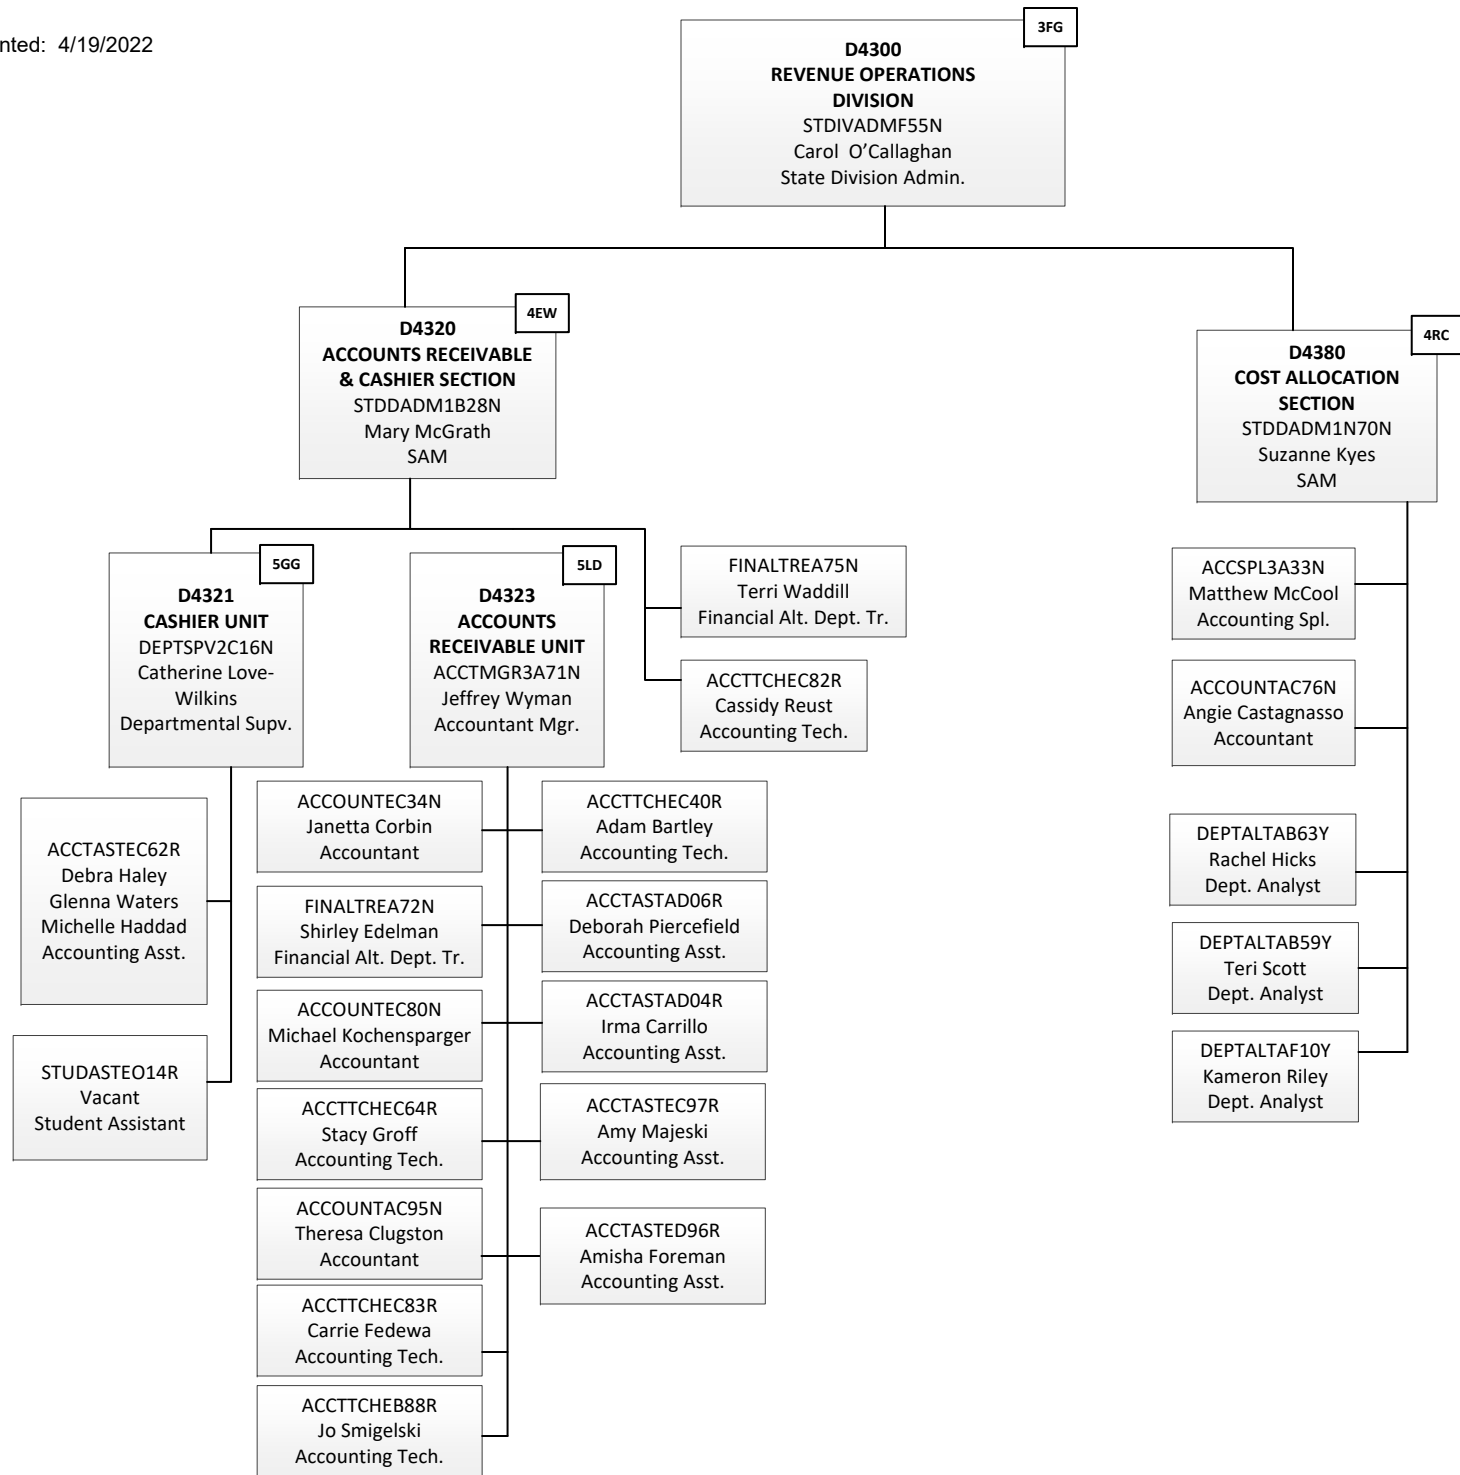 nted:  4/19/2022
3FG
D4300
REVENUE OPERATIONS
DIVISION
STDIVADMF55N
Carol  O’Callaghan
State Division Admin.
4EW
D4320
ACCOUNTS RECEIVABLE
& CASHIER SECTION
STDDADM1B28N
Mary McGrath
SAM
4RC
D4380
COST ALLOCATION
SECTION
STDDADM1N70N
Suzanne Kyes
SAM
5GG
D4321
CASHIER UNIT
DEPTSPV2C16N
Catherine Love-
Wilkins
Departmental Supv.
5LD
D4323
ACCOUNTS
RECEIVABLE UNIT
ACCTMGR3A71N
Jeffrey Wyman
Accountant Mgr.
FINALTREA75N
Terri Waddill
Financial Alt. Dept. Tr.
ACCTTCHEC82R
Cassidy Reust
Accounting Tech.
ACCSPL3A33N
Matthew McCool
Accounting Spl.
ACCOUNTAC76N
Angie Castagnasso
Accountant
DEPTALTAB63Y
Rachel Hicks
Dept. Analyst
DEPTALTAB59Y
Teri Scott
Dept. Analyst
DEPTALTAF10Y
Kameron Riley
Dept. Analyst
ACCTASTEC62R
Debra Haley
Glenna Waters
Michelle Haddad
Accounting Asst.
STUDASTEO14R
Vacant
Student Assistant
ACCOUNTEC34N
Janetta Corbin
Accountant
FINALTREA72N
Shirley Edelman
Financial Alt. Dept. Tr.
ACCOUNTEC80N
Michael Kochensparger
Accountant
ACCTTCHEC64R
Stacy Groff
Accounting Tech.
ACCOUNTAC95N
Theresa Clugston
Accountant
ACCTTCHEC83R
Carrie Fedewa
Accounting Tech.
ACCTTCHEB88R
Jo Smigelski
Accounting Tech.
ACCTTCHEC40R
Adam Bartley
Accounting Tech.
ACCTASTAD06R
Deborah Piercefield
Accounting Asst.
ACCTASTAD04R
Irma Carrillo
Accounting Asst.
ACCTASTEC97R
Amy Majeski
Accounting Asst.
ACCTASTED96R
Amisha Foreman
Accounting Asst.